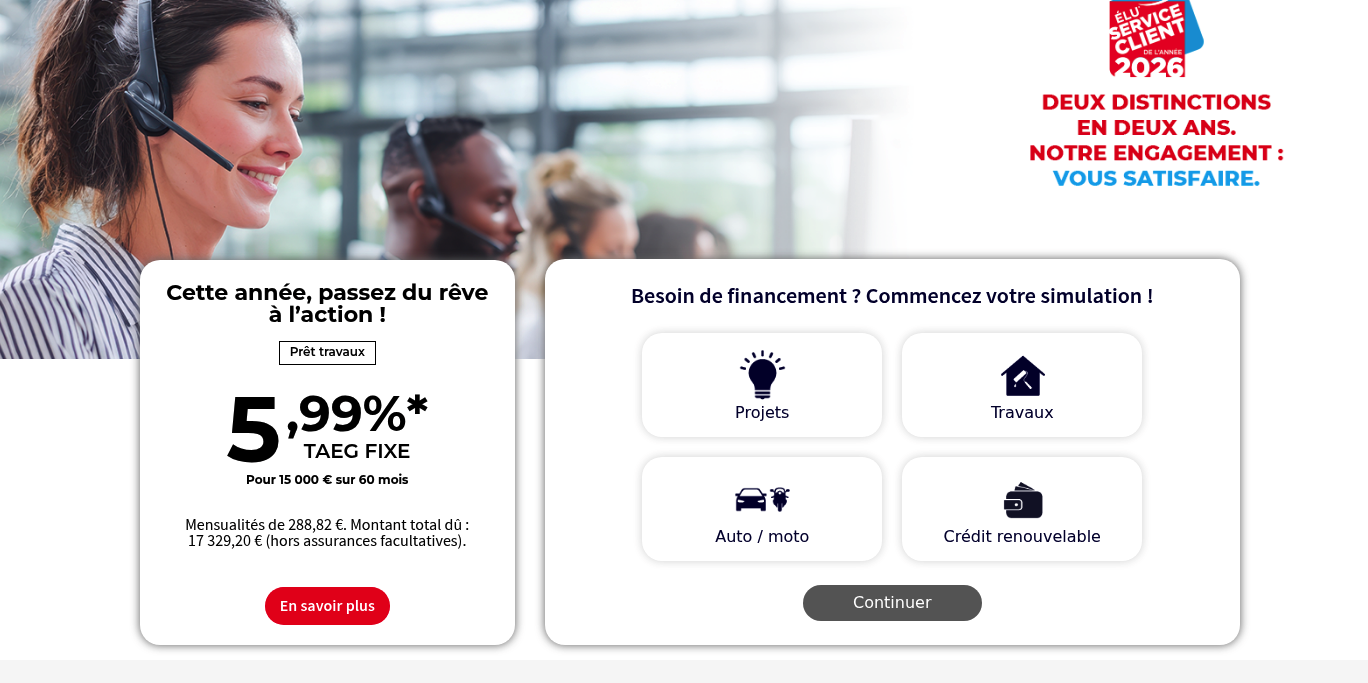 ÉLU
SERVICE
CLIENT
DE L'ANNÉE
2026
DEUX DISTINCTIONS
EN DEUX ANS.
NOTRE ENGAGEMENT :
VOUS SATISFAIRE.
Cette année, passez du rêve
à l’action !
Prêt travaux
5,99%*
TAEG FIXE
Pour 15 000 € sur 60 mois
Mensualités de 288,82 €. Montant total dû :
17 329,20 € (hors assurances facultatives).
En savoir plus
Besoin de financement ? Commencez votre simulation !
Projets
Travaux
Auto / moto
Crédit renouvelable
Continuer